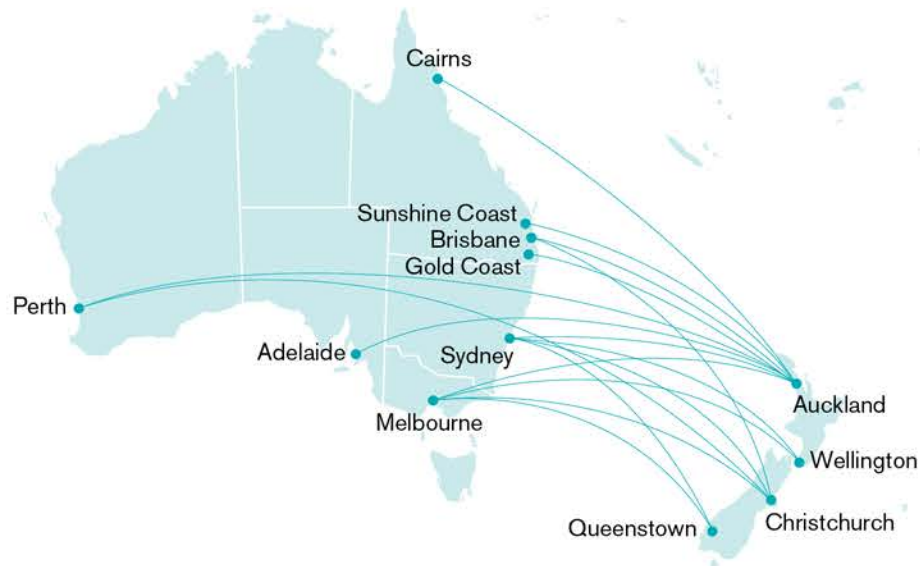 Cairns
Sunshine Coast
Brisbane
Gold Coast
Perth
Adelaide
Sydney
Melbourne
Auckland
Wellington
Queenstown
Christchurch